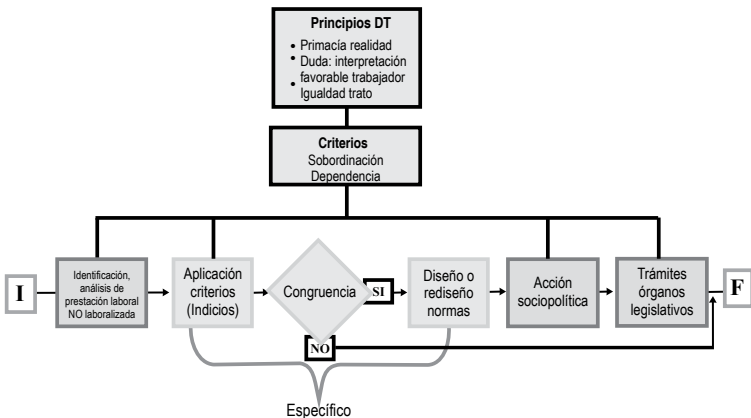 Principios DT
• Primacía realidad
• Duda: interpretación
favorable trabajador
• Igualdad trato
Criterios
Sobordinación
Dependencia
I
Identificación,
análisis de
prestación laboral
NO laboralizada
Aplicación
criterios
(Indicios)
Congruencia
SI
NO
Diseño o
rediseño
normas
Acción
sociopolítica
Trámites
órganos
legislativos
F
Específico